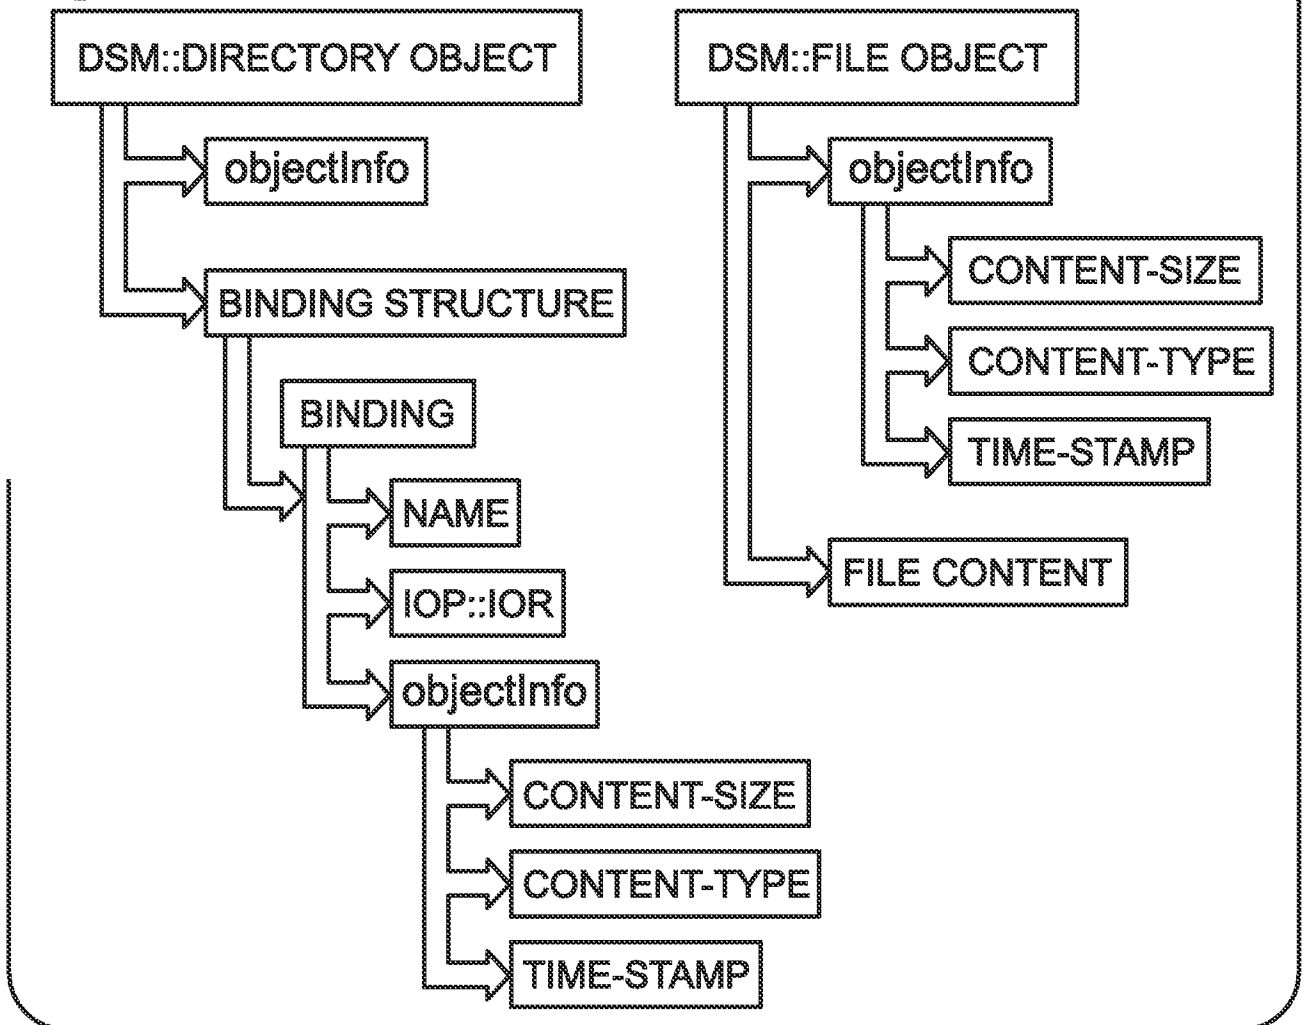 DSM::DIRECTORY OBJECT
objectInfo
BINDING STRUCTURE
BINDING
NAME
IOP::IOR
objectInfo
CONTENT-SIZE
CONTENT-TYPE
TIME-STAMP
DSM::FILE OBJECT
objectInfo
CONTENT-SIZE
CONTENT-TYPE
TIME-STAMP
FILE CONTENT